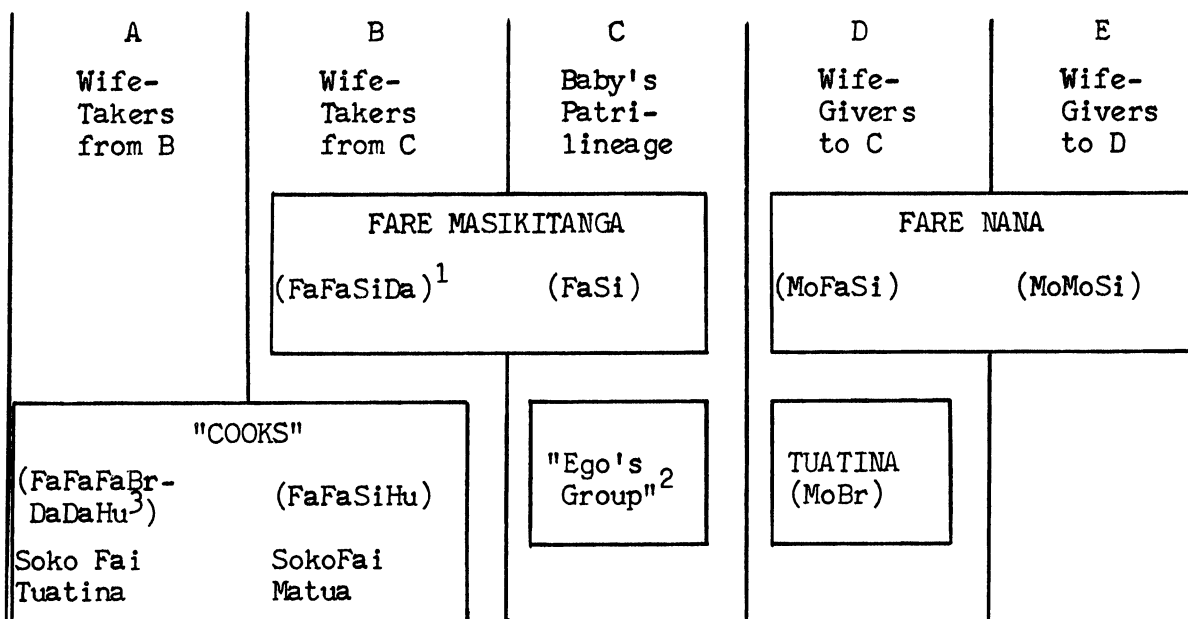 A B C D E
Wife- Wife- Baby's Wife- Wife-
Takers Takers Patri- Givers Givers
from B from C lineage to C to D
FARE MASIKITANGA FARE NANA
(FaFaSiDa)1 (FaSi) (MoFaSi) (MoMoSi)
"COOKS"
(FaFaFaBr-
DaDaHu3) (FaFaSiHu)
Soko Fai SokoFai
Tuatina Matua
"Ego's
Group"2
TUATINA
(MoBr)